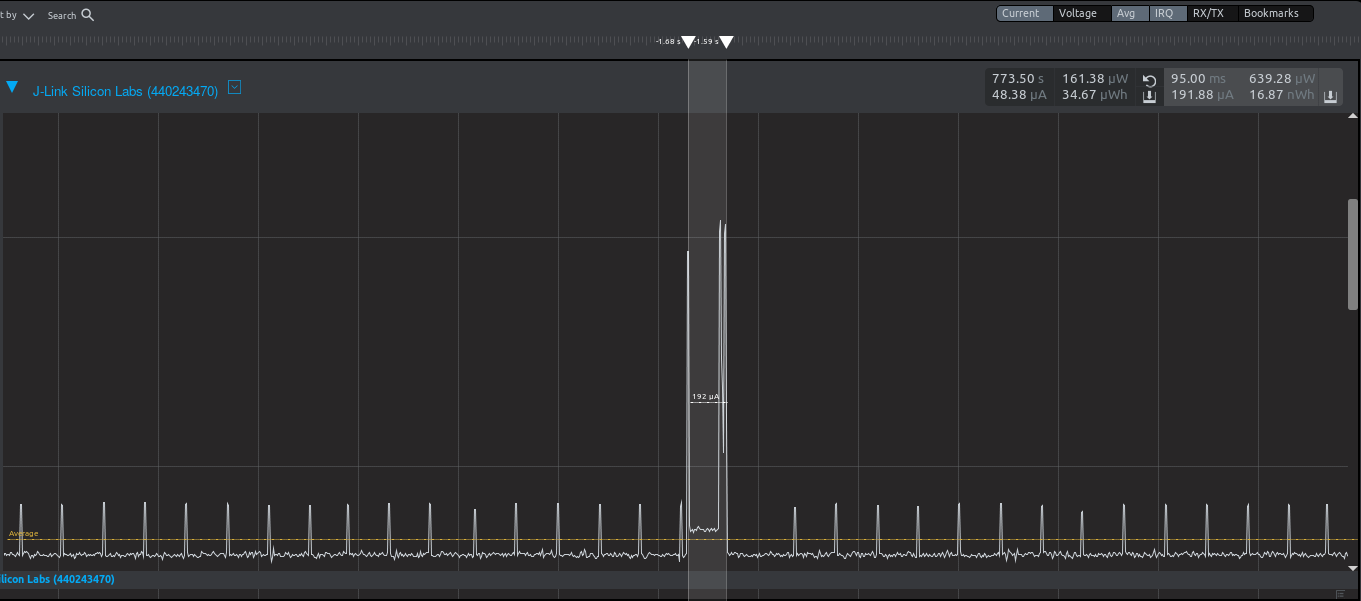 t by Search Current Voltage Avg IRQ RX/TX Bookmarks
-1.68 s -1.59 s
773.50 s 161.38 µW 95.00 ms 639.28 µW
J-Link Silicon Labs (440243470) 48.38 µA 34.67 µWh 191.88 µA 16.87 nWh
192 µA
Average
ilicon Labs (440243470)